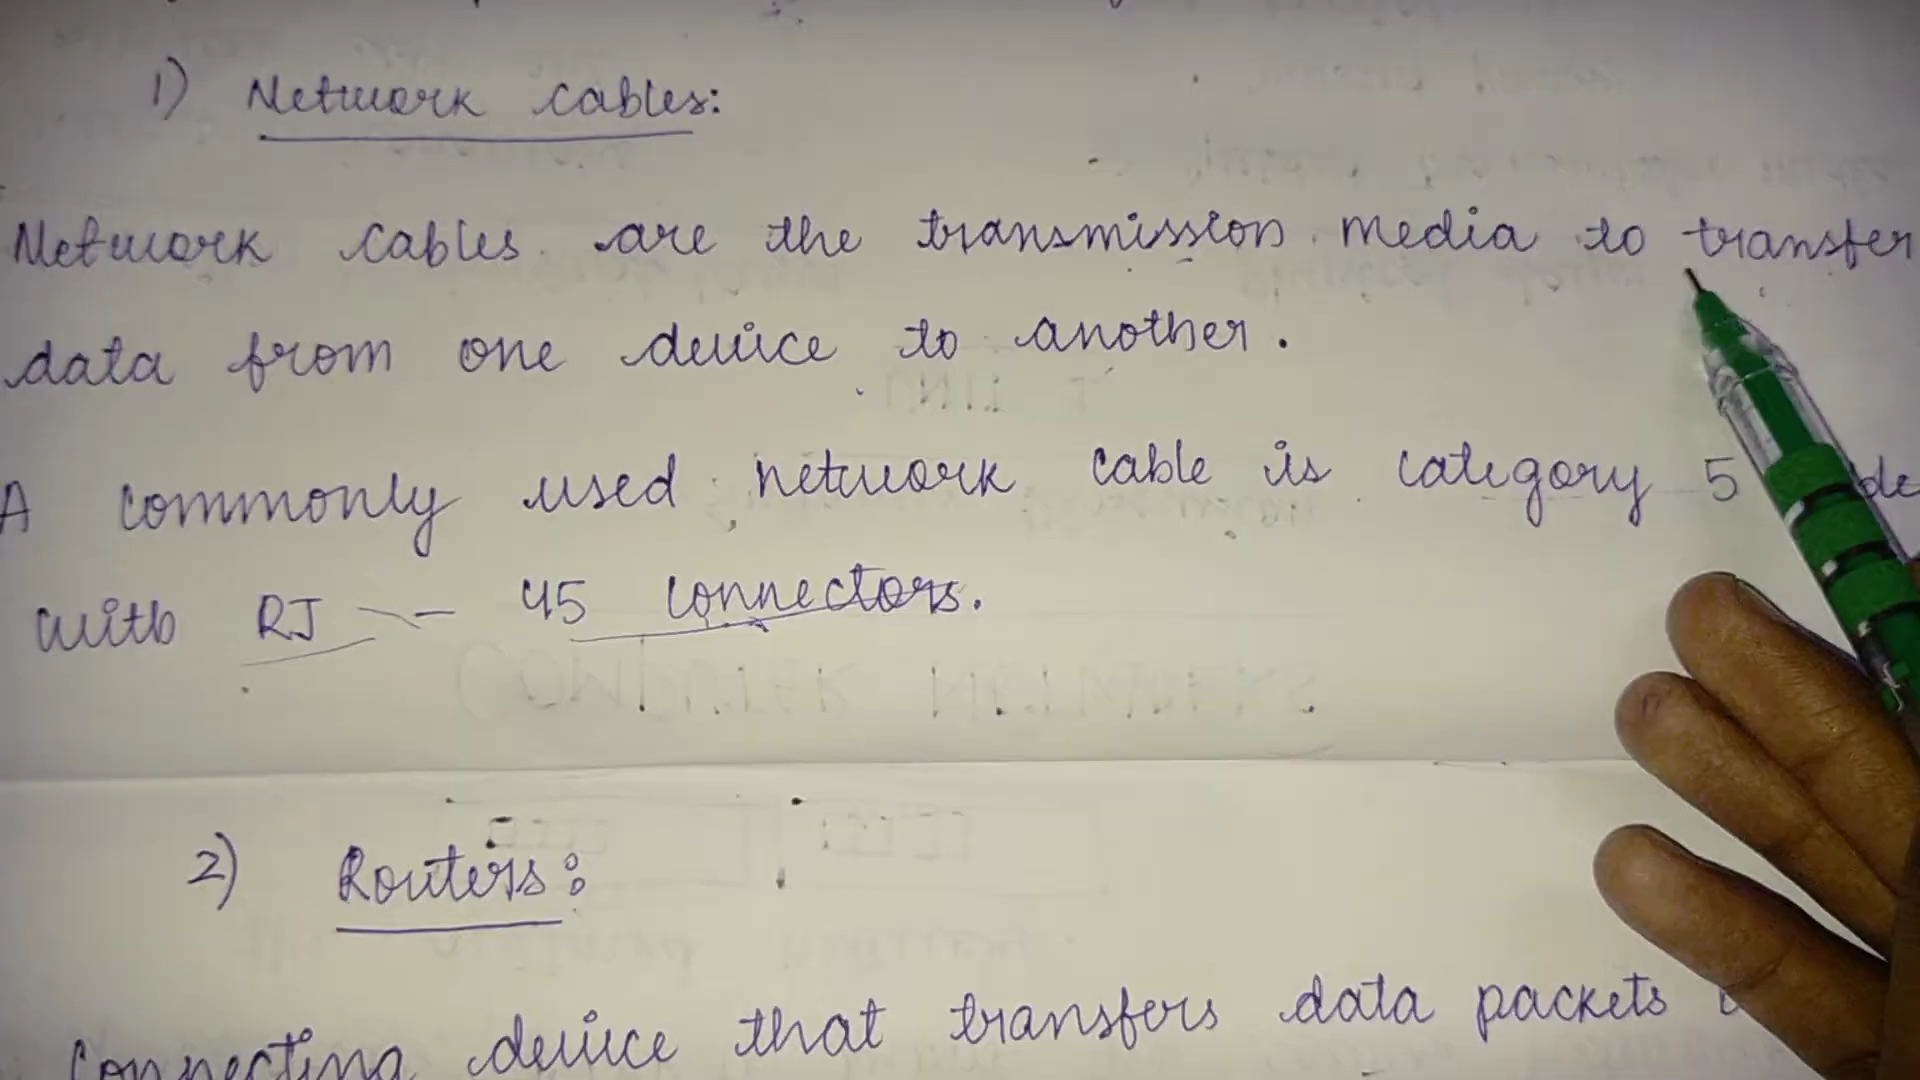 1) Network cables:
Network cables are the transmission media to transfer
data from one device to another.
A commonly used network cable is category 5
with RJ - 45 connectors.
2) Routers:
Connecting device that transfers data packets